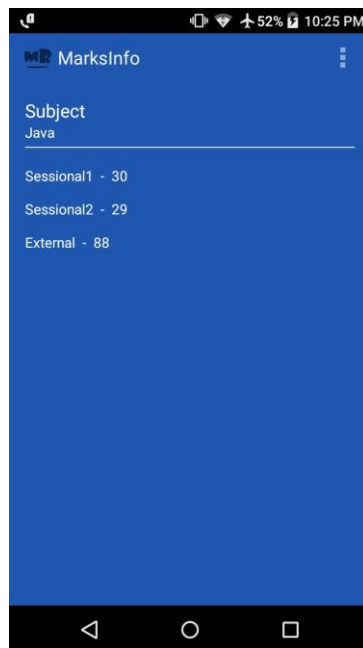 52% 10:25 PM
MR MarksInfo
Subject
Java
Sessional1 - 30
Sessional2 - 29
External - 88